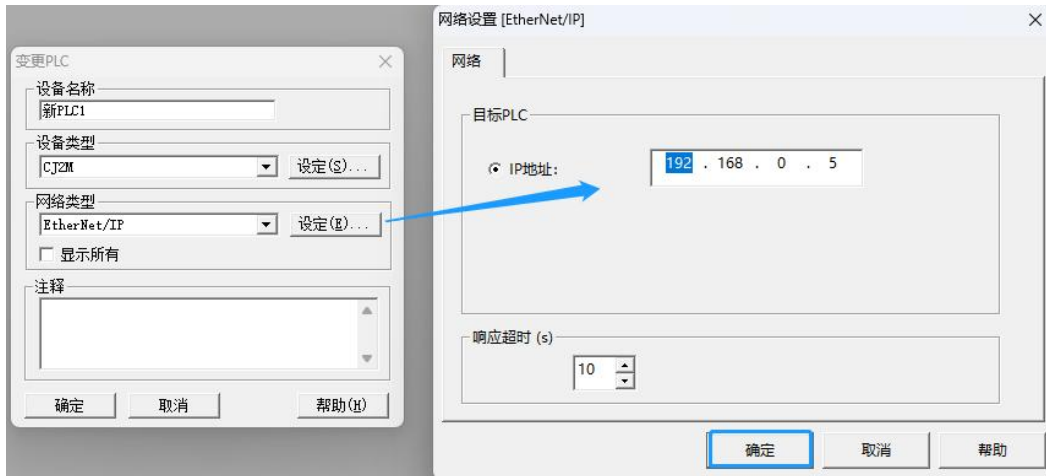 变更PLC
设备名称
新PLC1
设备类型
CJ2M
设定(S)...
网络类型
EtherNet/IP
设定(E)...
显示所有
注释
确定 取消 帮助(H)
网络设置 [EtherNet/IP]
网络
目标PLC
IP地址: 192 . 168 . 0 . 5
响应超时 (s)
10
确定 取消 帮助